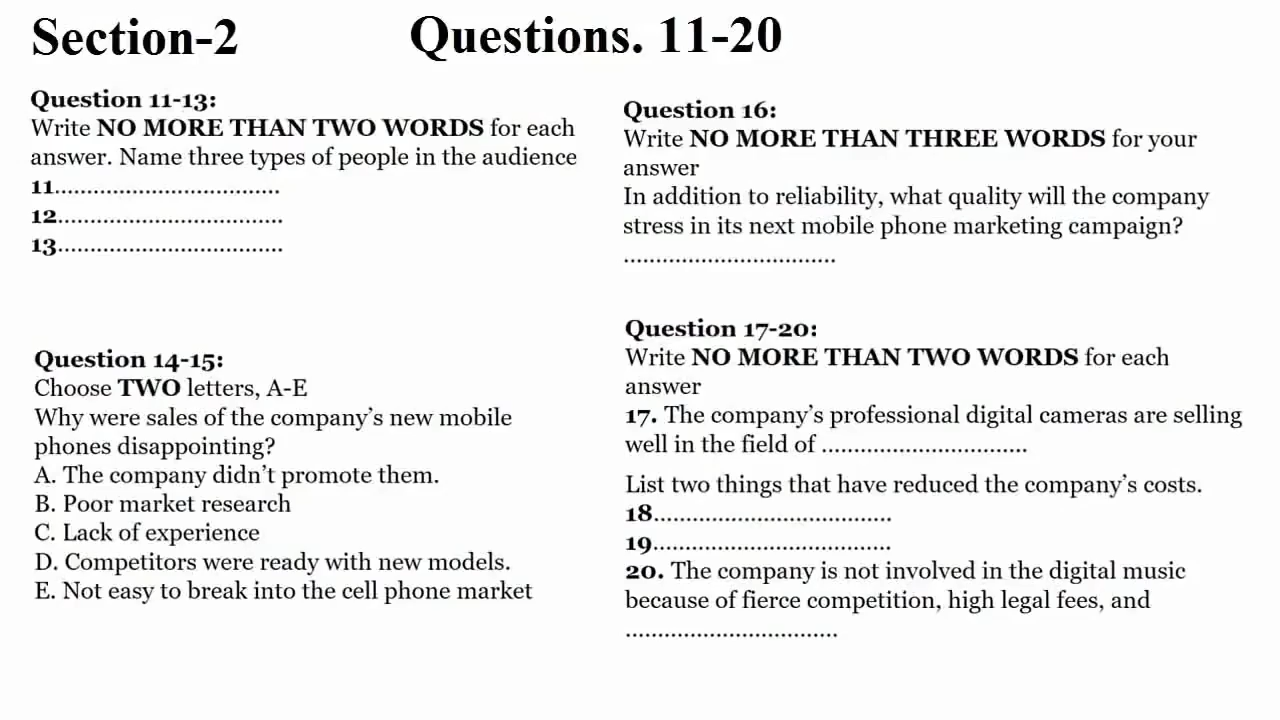 Section-2
Questions. 11-20
Question 11-13:
Write NO MORE THAN TWO WORDS for each
answer. Name three types of people in the audience
11..................................
12..................................
13..................................
Question 14-15:
Choose TWO letters, A-E
Why were sales of the company's new mobile
phones disappointing?
A. The company didn't promote them.
B. Poor market research
C. Lack of experience
D. Competitors were ready with new models.
E. Not easy to break into the cell phone market
Question 16:
Write NO MORE THAN THREE WORDS for your
answer
In addition to reliability, what quality will the company
stress in its next mobile phone marketing campaign?
................................
Question 17-20:
Write NO MORE THAN TWO WORDS for each
answer
17. The company's professional digital cameras are selling
well in the field of ...............................
List two things that have reduced the company's costs.
18....................................
19....................................
20. The company is not involved in the digital music
because of fierce competition, high legal fees, and
................................